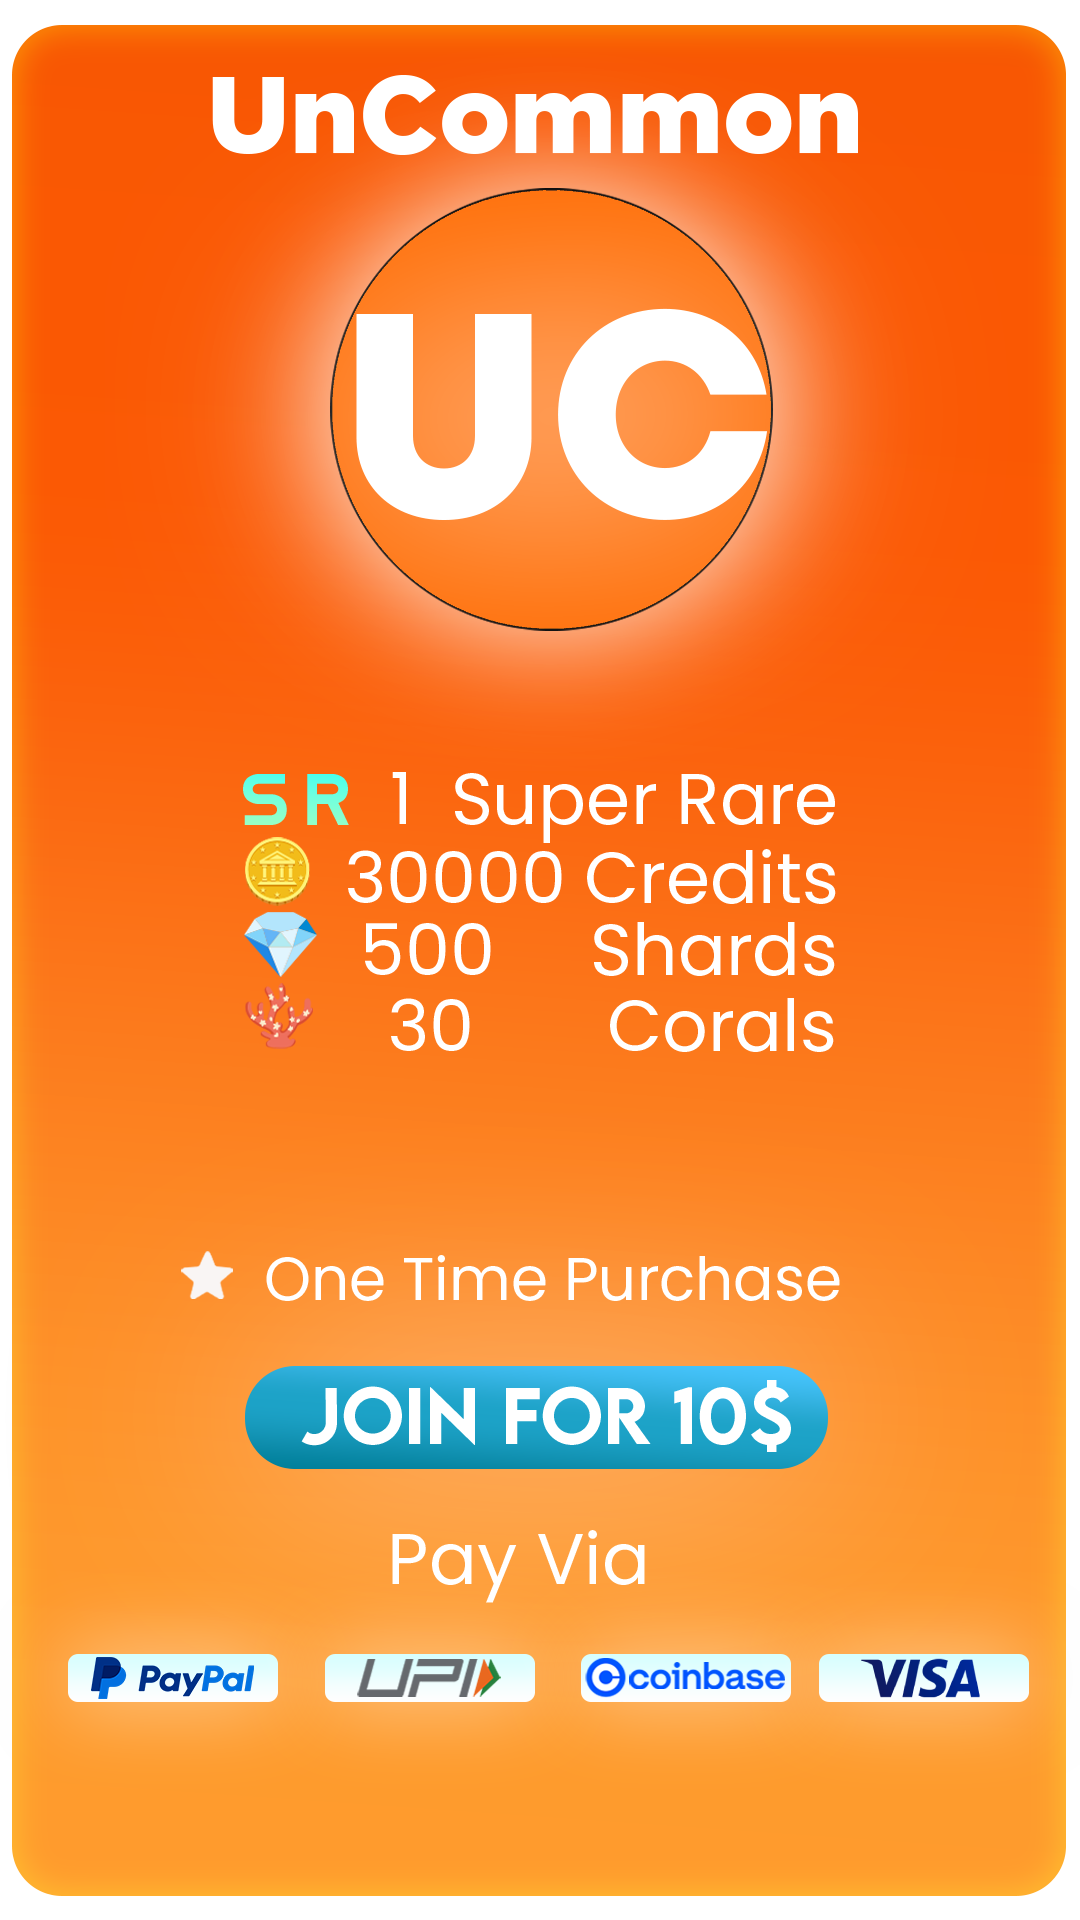 UnCommon
UC
SR 1 Super Rare
30000 Credits
500 Shards
30 Corals
One Time Purchase
JOIN FOR 10$
Pay Via
PayPal UPI coinbase VISA